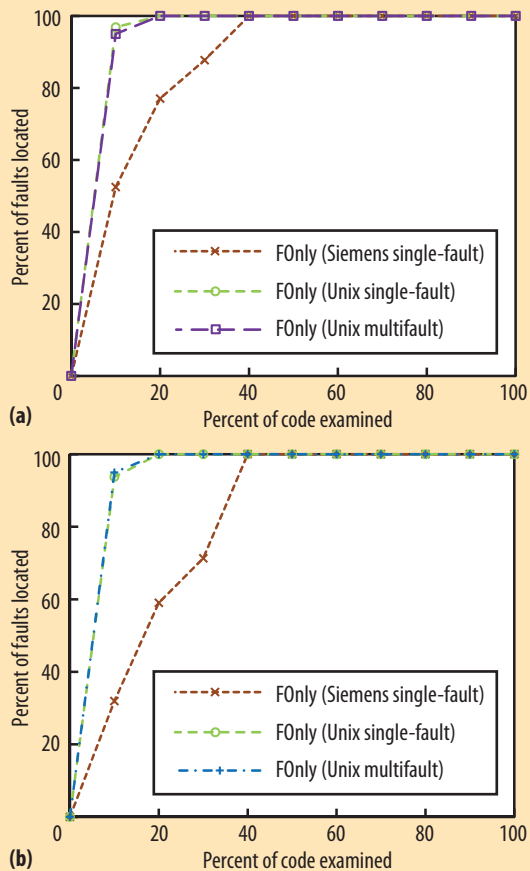 100
80
60
40
20
Percent of faults located
FOnly (Siemens single-fault)
FOnly (Unix single-fault)
FOnly (Unix multifault)
0 20 40 60 80 100
Percent of code examined
(a)
100
80
60
40
20
Percent of faults located
FOnly (Siemens single-fault)
FOnly (Unix single-fault)
FOnly (Unix multifault)
0 20 40 60 80 100
Percent of code examined
(b)